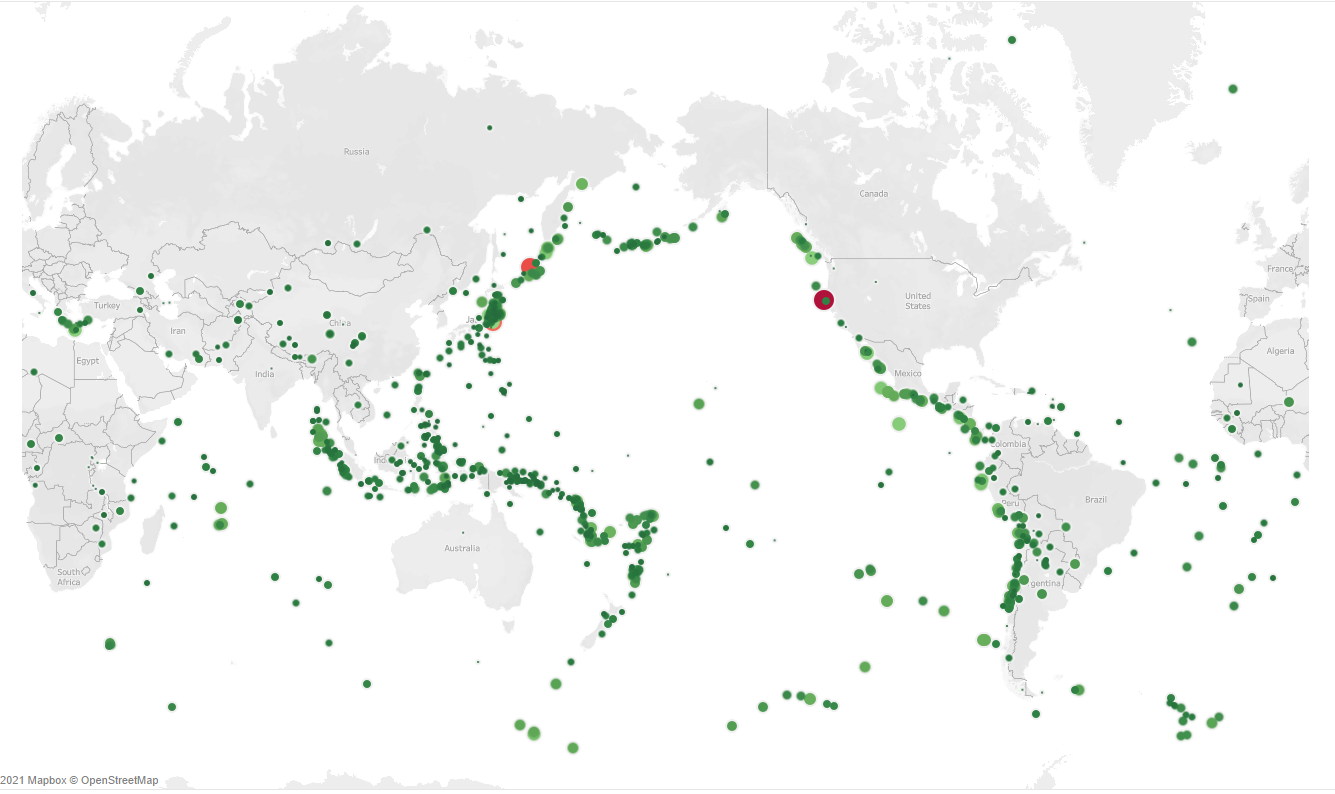 Russia
Canada
France
United
States
Turkey
Spain
China
Iran
Algeria
Egypt
Mexico
India
Colombia
Brazil
Peru
Australia
South
Africa
gentina
2021 Mapbox © OpenStreetMap